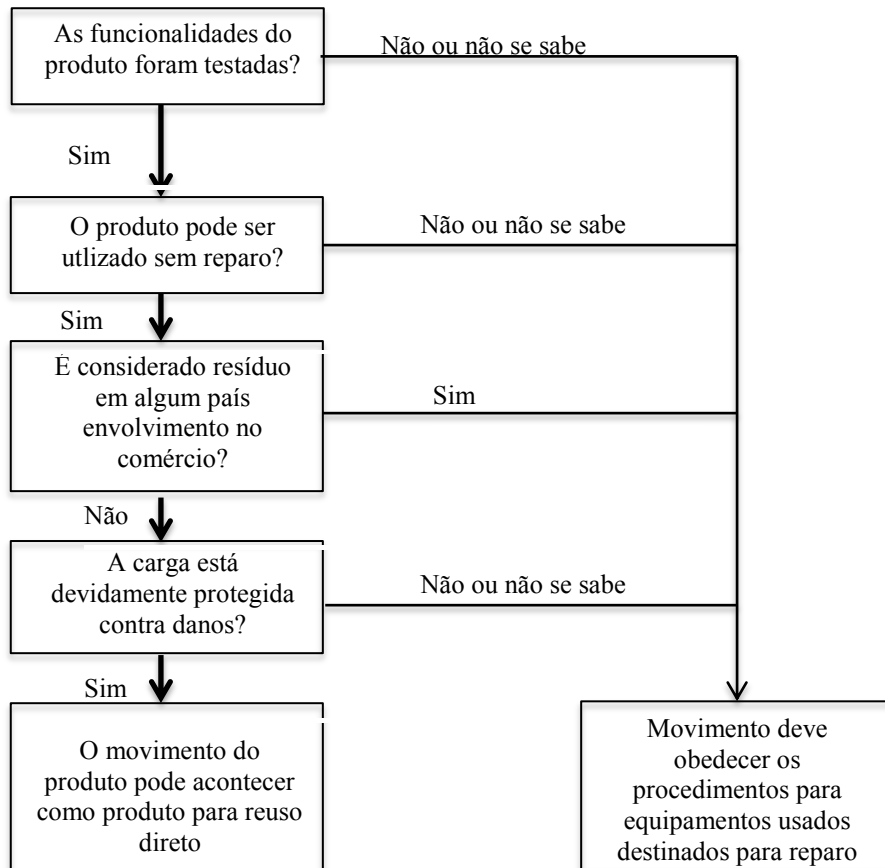 As funcionalidades do
produto foram testadas?
Não ou não se sabe
Sim
O produto pode ser
utlizado sem reparo?
Não ou não se sabe
Sim
É considerado resíduo
em algum país
envolvimento no
comércio?
Sim
Não
A carga está
devidamente protegida
contra danos?
Não ou não se sabe
Sim
O movimento do
produto pode acontecer
como produto para reuso
direto
Movimento deve
obedecer os
procedimentos para
equipamentos usados
destinados para reparo